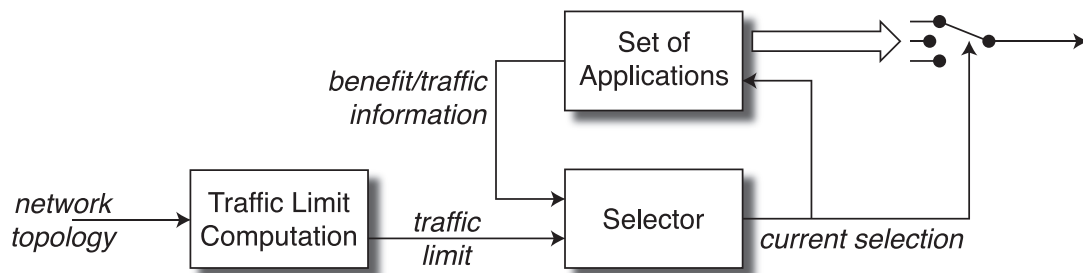 Set of
Applications
benefit/traffic
information
network
topology
Traffic Limit
Computation
traffic
limit
Selector
current selection